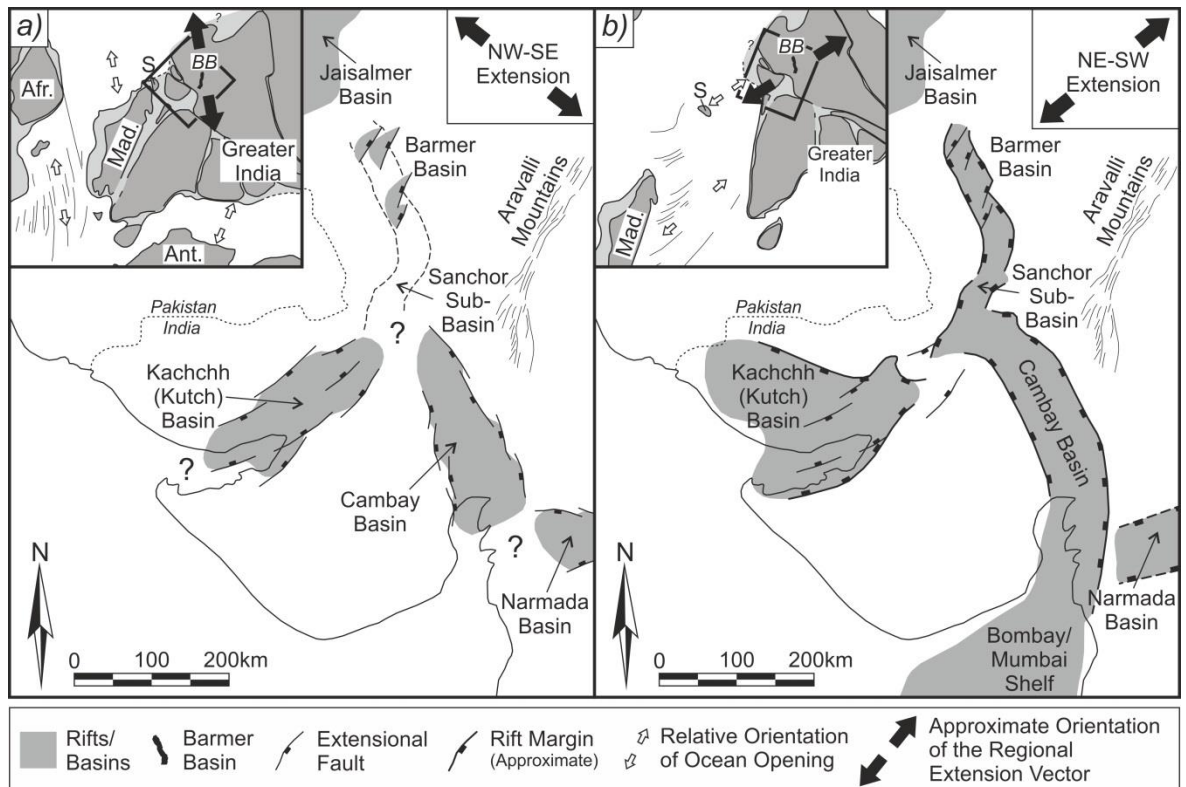 a)
?
BB
S
Afr.
Mad.
Greater
India
Ant.
Jaisalmer
Basin
NW-SE
Extension
Barmer
Basin
Aravalli
Mountains
Sanchor
Sub-
Basin
?
Pakistan
India
Kachchh
(Kutch)
Basin
?
Cambay
Basin
?
Narmada
Basin
N
0 100 200km
b)
?
BB
S
Greater
India
Mad.
Jaisalmer
Basin
NE-SW
Extension
Barmer
Basin
Aravalli
Mountains
Sanchor
Sub-
Basin
Pakistan
India
Kachchh
(Kutch)
Basin
Cambay Basin
Narmada
Basin
Bombay/
Mumbai
Shelf
N
0 100 200km
Rifts/
Basins
Barmer
Basin
Extensional
Fault
Rift Margin
(Approximate)
Relative Orientation
of Ocean Opening
Approximate Orientation
of the Regional
Extension Vector